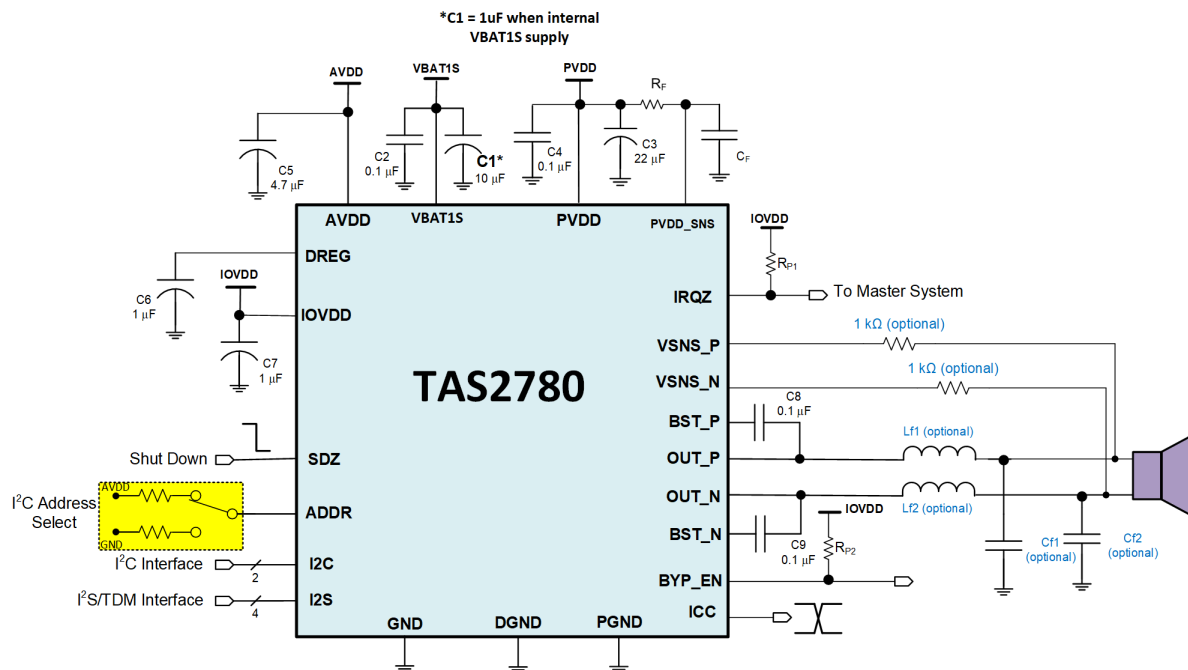 *C1 = 1uF when internal
VBAT1S supply
AVDD
VBAT1S
PVDD
RF
C5
4.7 μF
C2
0.1 μF
C1*
10 μF
C4
0.1 μF
C3
22 μF
CF
AVDD
VBAT1S
PVDD
PVDD_SNS
IOVDD
RP1
DREG
C6
1 μF
IOVDD
IOVDD
C7
1 μF
IRQZ
To Master System
1 kΩ (optional)
VSNS_P
1 kΩ (optional)
VSNS_N
TAS2780
C8
0.1 μF
BST_P
Lf1 (optional)
OUT_P
Shut Down
SDZ
OUT_N
Lf2 (optional)
I2C Address
Select
AVDD
GND
ADDR
IOVDD
BST_N
C9
0.1 μF
RP2
Cf1
(optional)
Cf2
(optional)
I2C Interface
2
I2C
BYP_EN
I2S/TDM Interface
4
I2S
ICC
GND
DGND
PGND